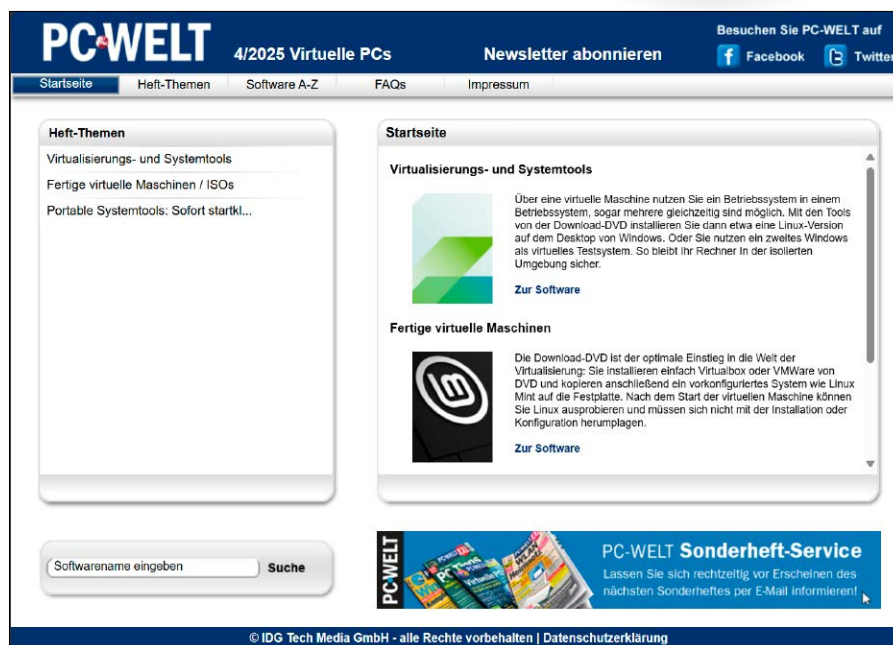 PC-WELT
4/2025 Virtuelle PCs
Newsletter abonnieren
Besuchen Sie PC-WELT auf
Facebook
Twitter
Startseite
Heft-Themen
Software A-Z
FAQs
Impressum
Heft-Themen
Virtualisierungs- und Systemtools
Fertige virtuelle Maschinen / ISOs
Portable Systemtools: Sofort startkl...
Startseite
Virtualisierungs- und Systemtools
Über eine virtuelle Maschine nutzen Sie ein Betriebssystem in einem
Betriebssystem, sogar mehrere gleichzeitig sind möglich. Mit den Tools
von der Download-DVD installieren Sie dann etwa eine Linux-Version
auf dem Desktop von Windows. Oder Sie nutzen ein zweites Windows
als virtuelles Testsystem. So bleibt Ihr Rechner In der isolierten
Umgebung sicher.
Zur Software
Fertige virtuelle Maschinen
Die Download-DVD ist der optimale Einstieg in die Welt der
Virtualisierung: Sie installieren einfach Virtualbox oder VMWare von
DVD und kopieren anschließend ein vorkonfiguriertes System wie Linux
Mint auf die Festplatte. Nach dem Start der virtuellen Maschine können
Sie Linux ausprobieren und müssen sich nicht mit der Installation oder
Konfiguration herumplagen.
Zur Software
Softwarename eingeben
Suche
PC-WELT
PC-WELT Sonderheft-Service
Lassen Sie sich rechtzeitig vor Erscheinen des
nächsten Sonderheftes per E-Mail informieren!
© IDG Tech Media GmbH - alle Rechte vorbehalten | Datenschutzerklärung